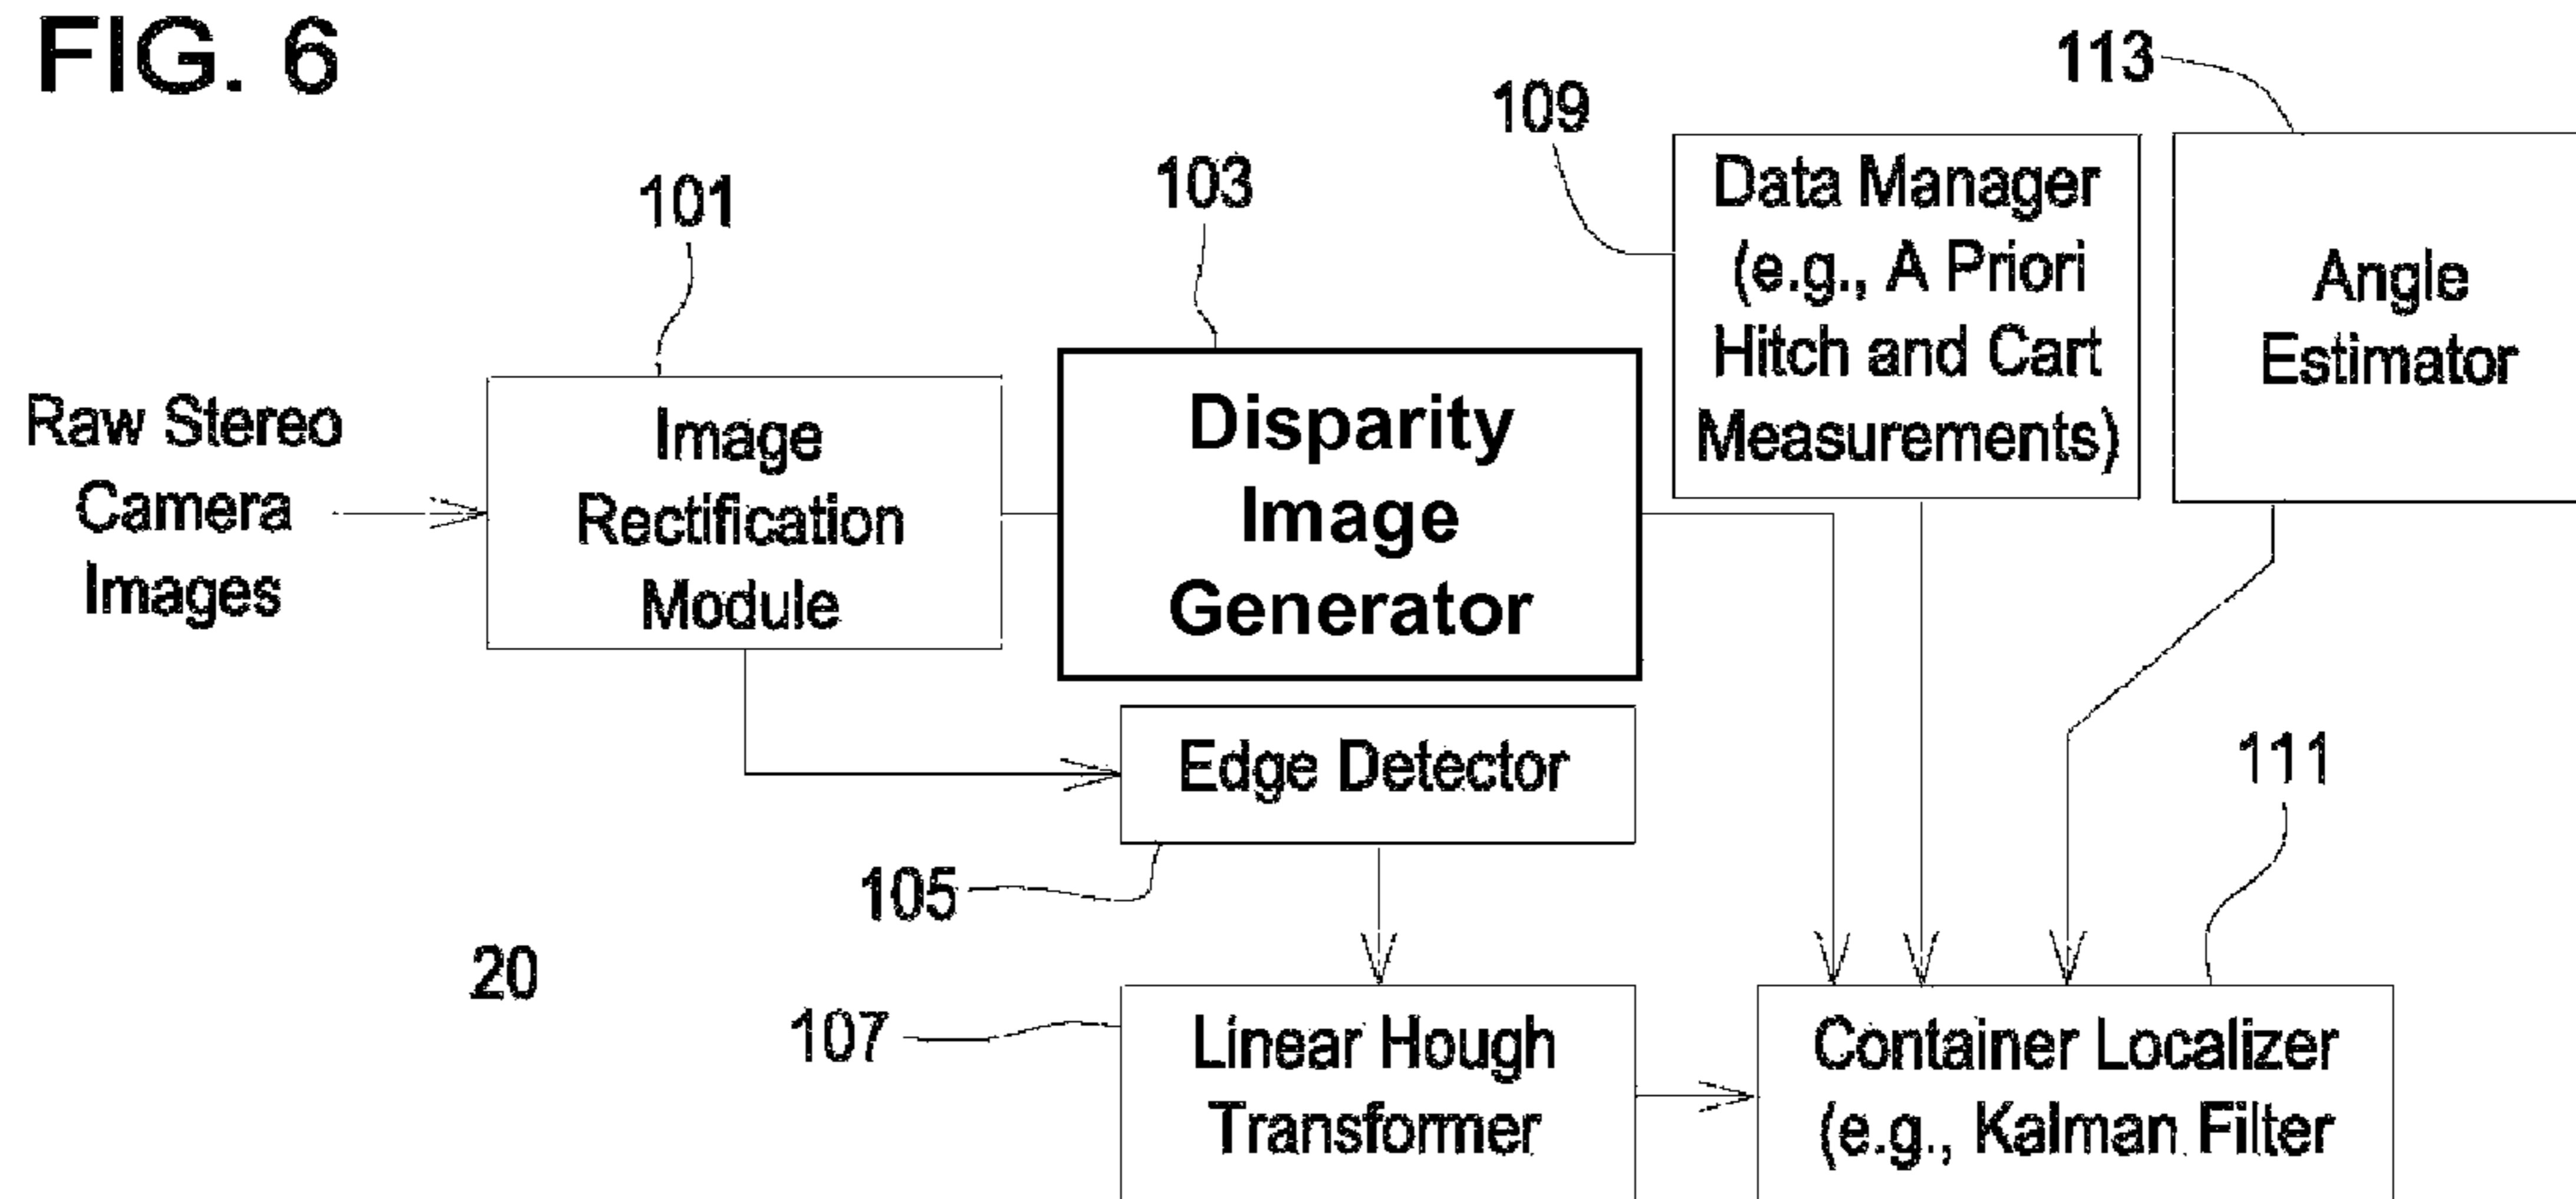 FIG. 6
113
109
103
101
Data Manager
(e.g., A Priori
Hitch and Cart
Measurements)
Angle
Estimator
Raw Stereo
Camera
Images
Image
Rectification
Module
Disparity
Image
Generator
Edge Detector
111
105
20
107
Linear Hough
Transformer
Container Localizer
(e.g., Kalman Filter